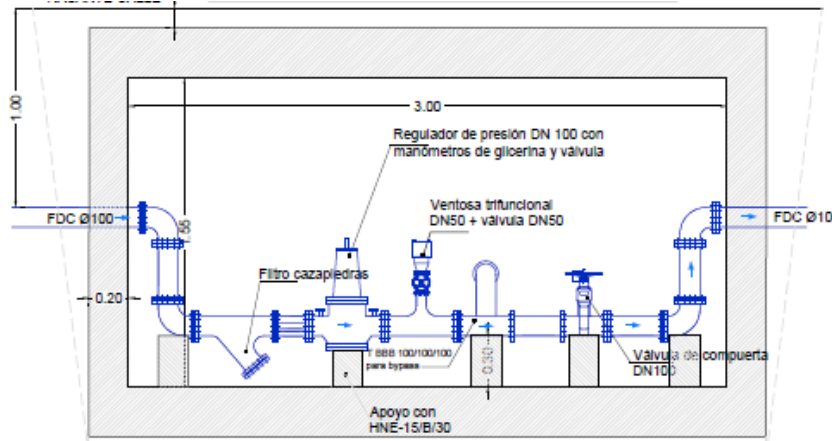 1.00
3.00
Regulador de presión DN 100 con
manómetros de glicerina y válvula
Ventosa trifuncional
DN50 + válvula DN50
FDC Ø100
FDC Ø10
1.55
Filtro cazapiedras
0.20
T BBB 100/100/100
para bypass
0.30
Válvula de compuerta
DN100
Apoyo con
HNE-15/B/30